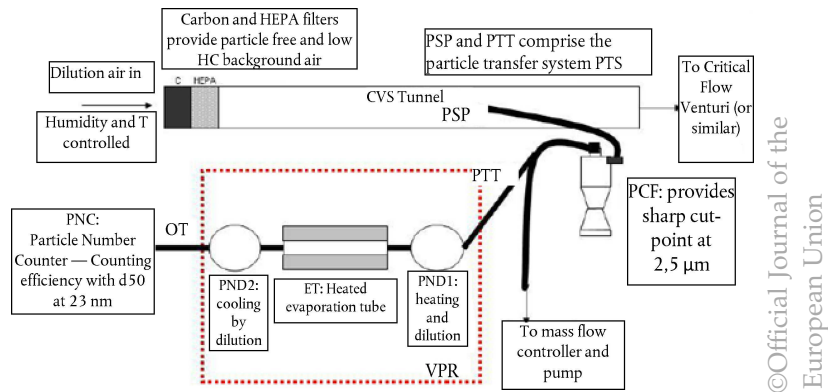 Carbon and HEPA filters
provide particle free and low
HC background air
PSP and PTT comprise the
particle transfer system PTS
Dilution air in
C
HEPA
CVS Tunnel
PSP
To Critical
Flow
Venturi (or
similar)
Humidity and T
controlled
PTT
PCF: provides
sharp cut-
point at
2,5 μm
PNC:
Particle Number
Counter — Counting
efficiency with d50
at 23 nm
OT
PND2:
cooling
by
dilution
ET: Heated
evaporation tube
PND1:
heating
and
dilution
VPR
To mass flow
controller and
pump
©Official Journal of the
European Union